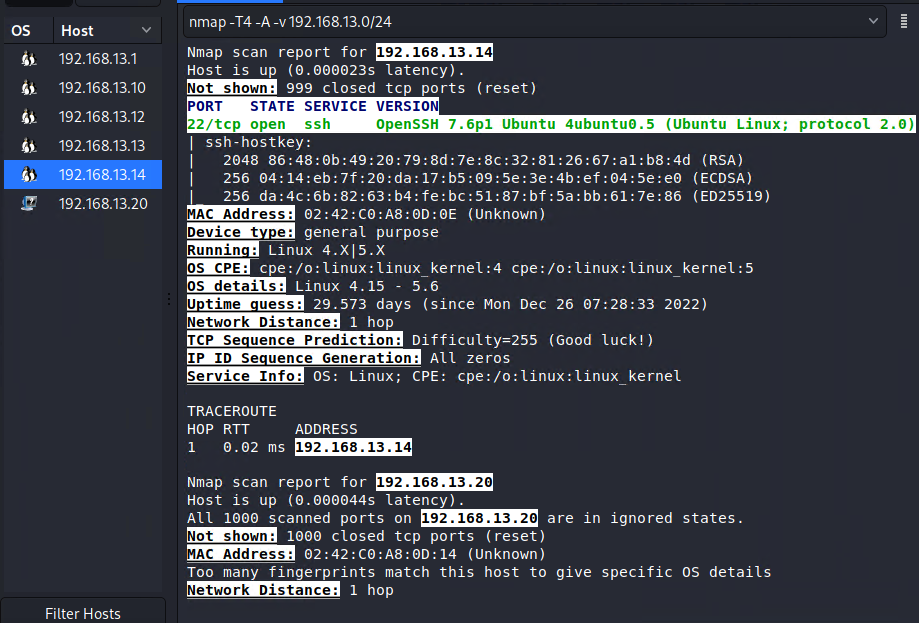 OS Host
192.168.13.1
192.168.13.10
192.168.13.12
192.168.13.13
192.168.13.14
192.168.13.20
Filter Hosts
nmap -T4 -A -v 192.168.13.0/24
Nmap scan report for 192.168.13.14
Host is up (0.000023s latency).
Not shown: 999 closed tcp ports (reset)
PORT   STATE SERVICE VERSION
22/tcp open  ssh     OpenSSH 7.6p1 Ubuntu 4ubuntu0.5 (Ubuntu Linux; protocol 2.0)
| ssh-hostkey:
|   2048 86:48:0b:49:20:79:8d:7e:8c:32:81:26:67:a1:b8:4d (RSA)
|   256 04:14:eb:7f:20:da:17:b5:09:5e:3e:4b:ef:04:5e:e0 (ECDSA)
|_  256 da:4c:6b:82:63:b4:fe:bc:51:87:bf:5a:bb:61:7e:86 (ED25519)
MAC Address: 02:42:C0:A8:0D:0E (Unknown)
Device type: general purpose
Running: Linux 4.X|5.X
OS CPE: cpe:/o:linux:linux_kernel:4 cpe:/o:linux:linux_kernel:5
OS details: Linux 4.15 - 5.6
Uptime guess: 29.573 days (since Mon Dec 26 07:28:33 2022)
Network Distance: 1 hop
TCP Sequence Prediction: Difficulty=255 (Good luck!)
IP ID Sequence Generation: All zeros
Service Info: OS: Linux; CPE: cpe:/o:linux:linux_kernel
TRACEROUTE
HOP RTT     ADDRESS
1   0.02 ms 192.168.13.14
Nmap scan report for 192.168.13.20
Host is up (0.000044s latency).
All 1000 scanned ports on 192.168.13.20 are in ignored states.
Not shown: 1000 closed tcp ports (reset)
MAC Address: 02:42:C0:A8:0D:14 (Unknown)
Too many fingerprints match this host to give specific OS details
Network Distance: 1 hop